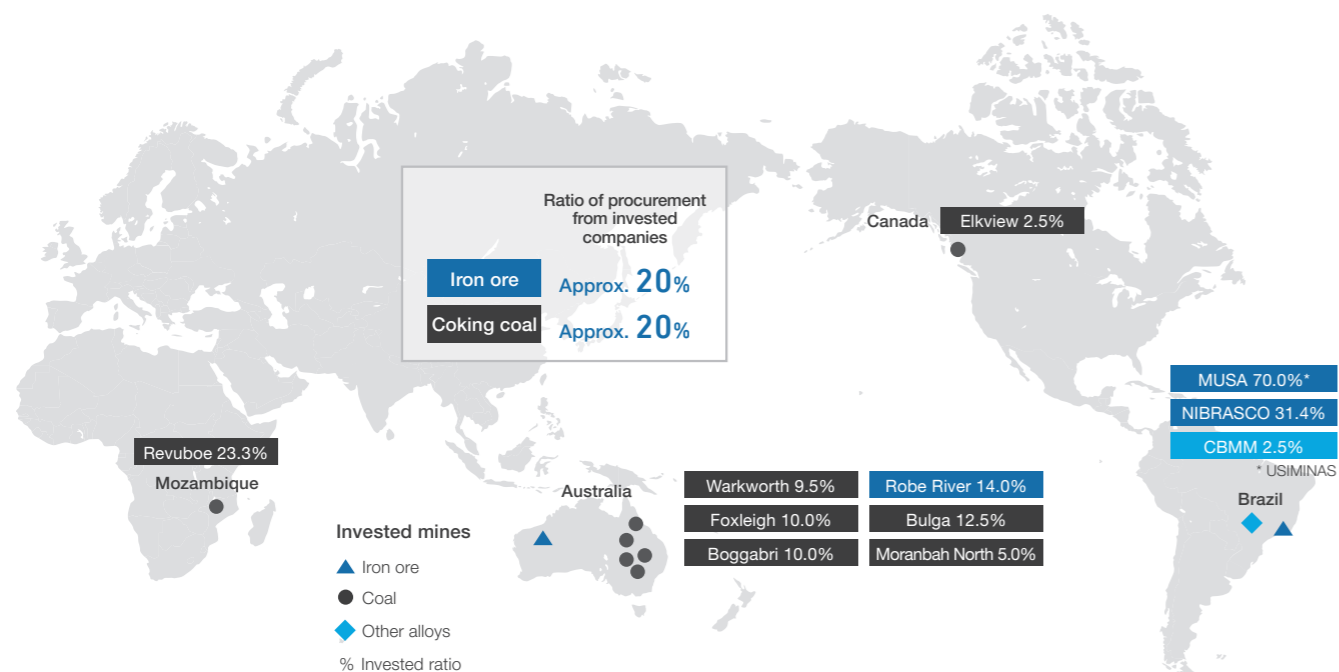 Ratio of procurement
from invested
companies
Iron ore Approx. 20%
Coking coal Approx. 20%
Canada Elkview 2.5%
MUSA 70.0%*
NIBRASCO 31.4%
CBMM 2.5%
* USIMINAS
Brazil
Revuboe 23.3%
Mozambique
Australia
Warkworth 9.5% Robe River 14.0%
Foxleigh 10.0% Bulga 12.5%
Boggabri 10.0% Moranbah North 5.0%
Invested mines
Iron ore
Coal
Other alloys
% Invested ratio